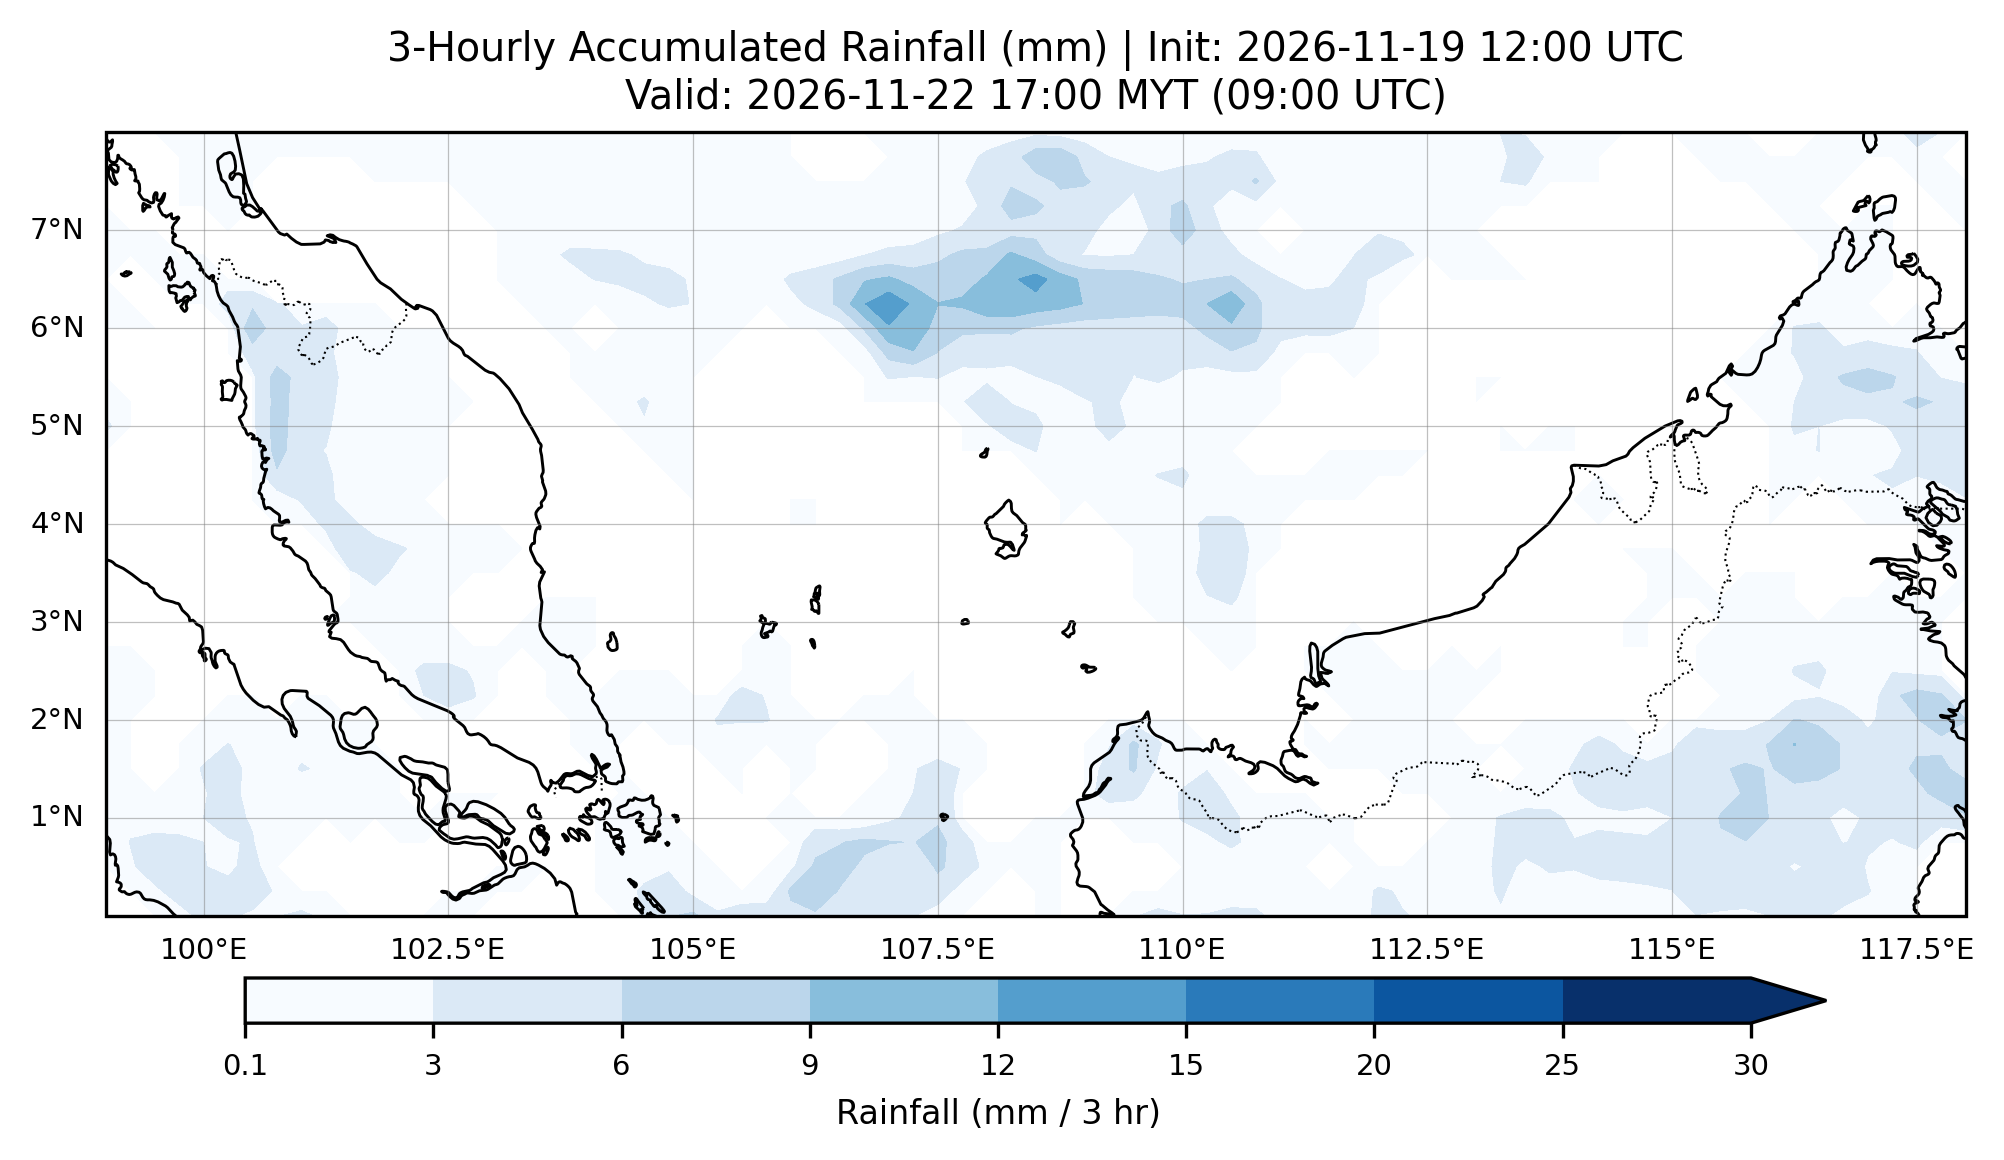 3-Hourly Accumulated Rainfall (mm) | Init: 2026-11-19 12:00 UTC
Valid: 2026-11-22 17:00 MYT (09:00 UTC)
7°N
6°N
5°N
4°N
3°N
2°N
1°N
100°E 102.5°E 105°E 107.5°E 110°E 112.5°E 115°E 117.5°E
0.1 3 6 9 12 15 20 25 30
Rainfall (mm / 3 hr)